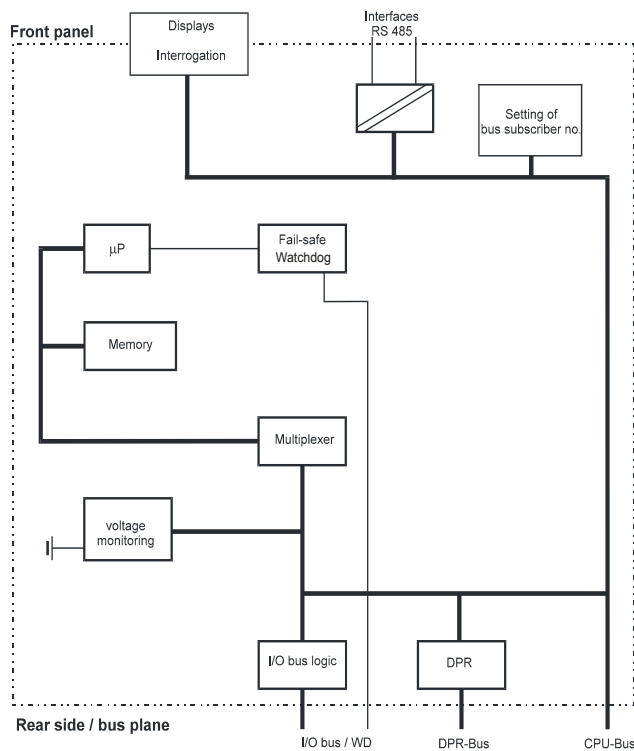 Front panel
Displays
Interrogation
Interfaces
RS 485
Setting of
bus subscriber no.
µP
Fail-safe
Watchdog
Memory
Multiplexer
voltage
monitoring
I/O bus logic
DPR
Rear side / bus plane
I/O bus / WD
DPR-Bus
CPU-Bus